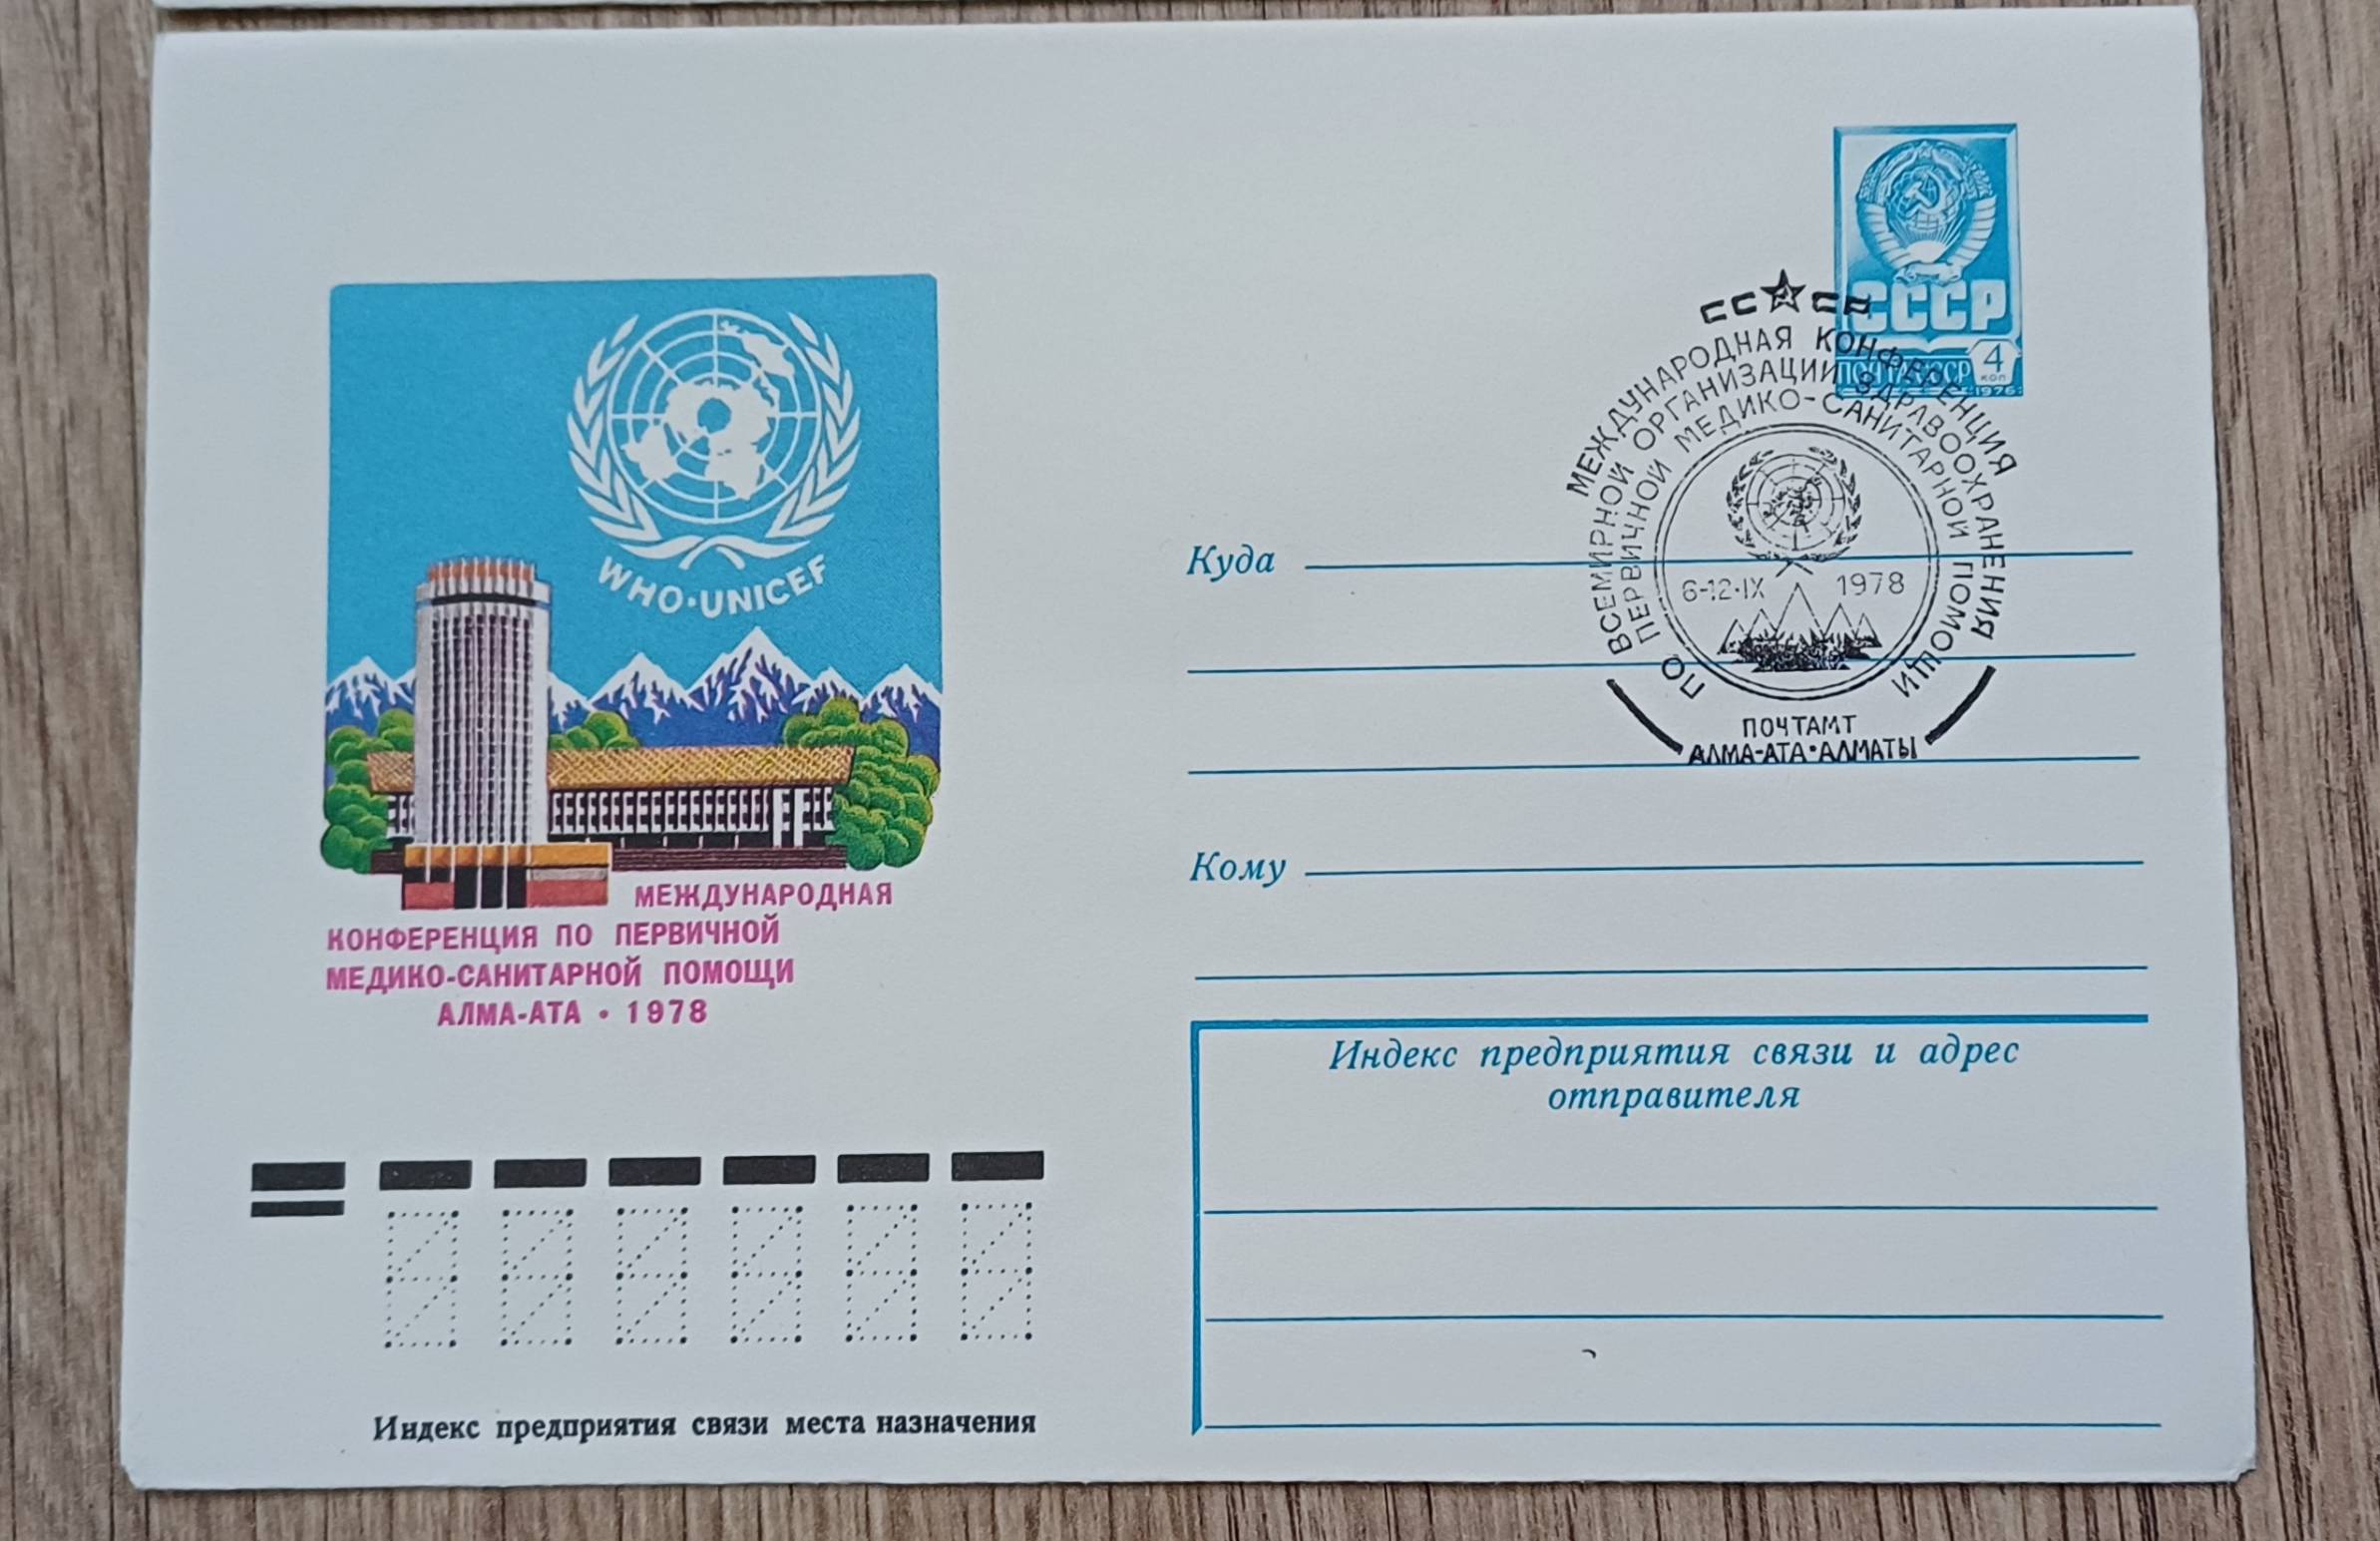 СССР
ПОЧТА СССР
4
КОП
1976
СССР
МЕЖДУНАРОДНАЯ КОНФЕРЕНЦИЯ
ВСЕМИРНОЙ ОРГАНИЗАЦИИ ЗДРАВООХРАНЕНИЯ
ПО ПЕРВИЧНОЙ МЕДИКО-САНИТАРНОЙ ПОМОЩИ
6-12·IX 1978
ПОЧТАМТ
АЛМА-АТА·АЛМАТЫ
WHO·UNICEF
МЕЖДУНАРОДНАЯ
КОНФЕРЕНЦИЯ ПО ПЕРВИЧНОЙ
МЕДИКО-САНИТАРНОЙ ПОМОЩИ
АЛМА-АТА • 1978
Куда
Кому
Индекс предприятия связи и адрес
отправителя
Индекс предприятия связи места назначения